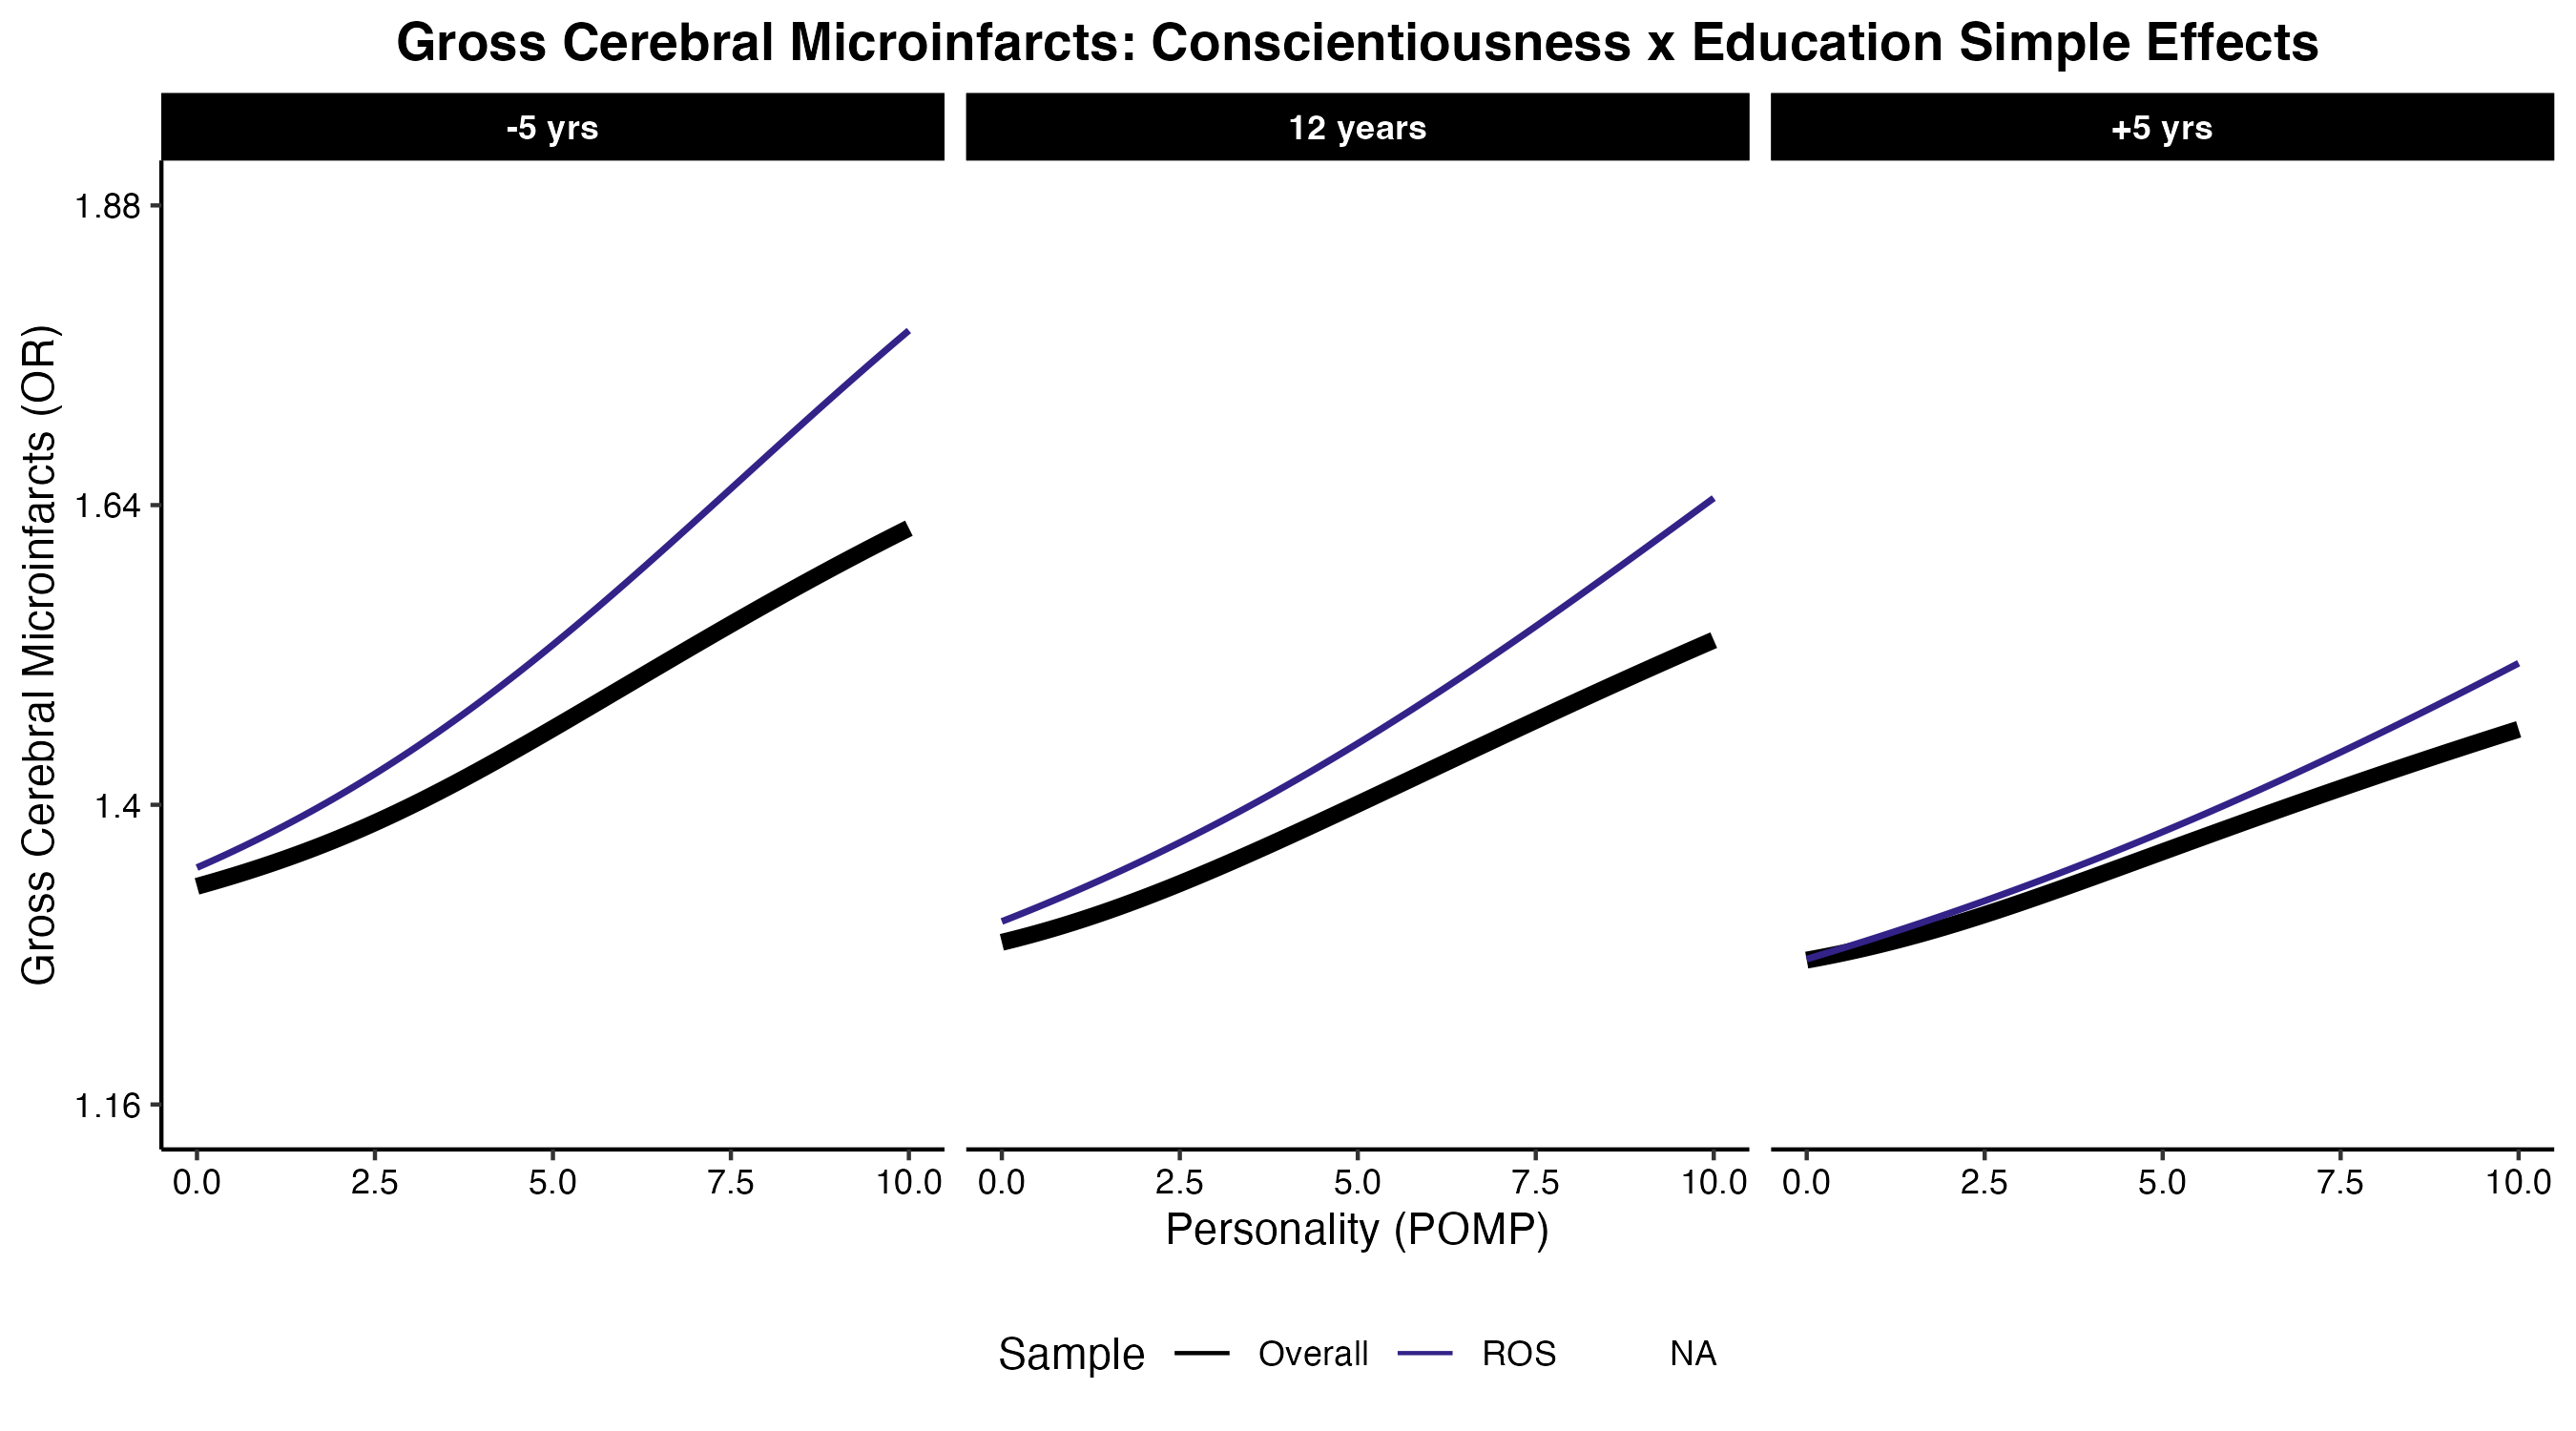 Gross Cerebral Microinfarcts: Conscientiousness x Education Simple Effects
-5 yrs
12 years
+5 yrs
Gross Cerebral Microinfarcts (OR)
1.88
1.64
1.4
1.16
0.0 2.5 5.0 7.5 10.0
0.0 2.5 5.0 7.5 10.0
0.0 2.5 5.0 7.5 10.0
Personality (POMP)
Sample Overall ROS NA